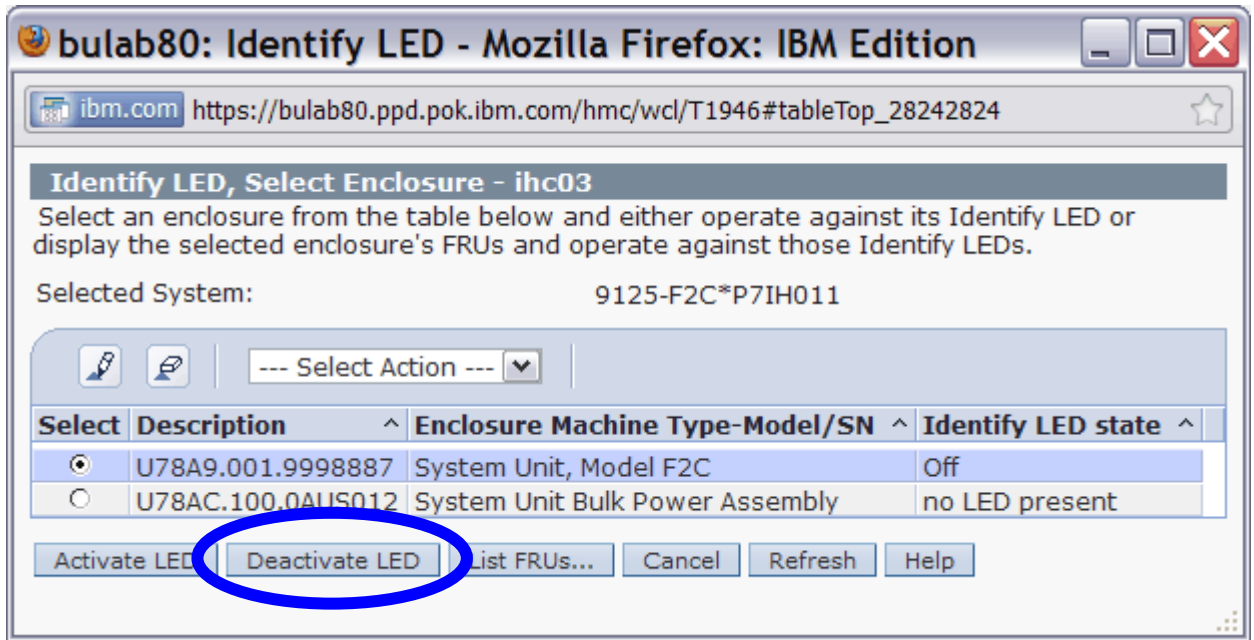 bulab80: Identify LED - Mozilla Firefox: IBM Edition
ibm.com https://bulab80.ppd.pok.ibm.com/hmc/wcl/T1946#tableTop_28242824
Identify LED, Select Enclosure - ihc03
Select an enclosure from the table below and either operate against its Identify LED or
display the selected enclosure's FRUs and operate against those Identify LEDs.
Selected System: 9125-F2C*P7IH011
--- Select Action ---
Select Description ^ Enclosure Machine Type-Model/SN ^ Identify LED state ^
U78A9.001.9998887 System Unit, Model F2C Off
U78AC.100.0AUS012 System Unit Bulk Power Assembly no LED present
Activate LED Deactivate LED List FRUs... Cancel Refresh Help